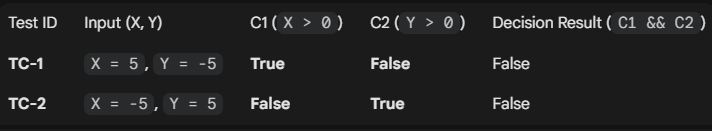 Test ID Input (X, Y) C1 ( X > 0 ) C2 ( Y > 0 ) Decision Result ( C1 && C2 )
TC-1 X = 5 , Y = -5 True False False
TC-2 X = -5 , Y = 5 False True False